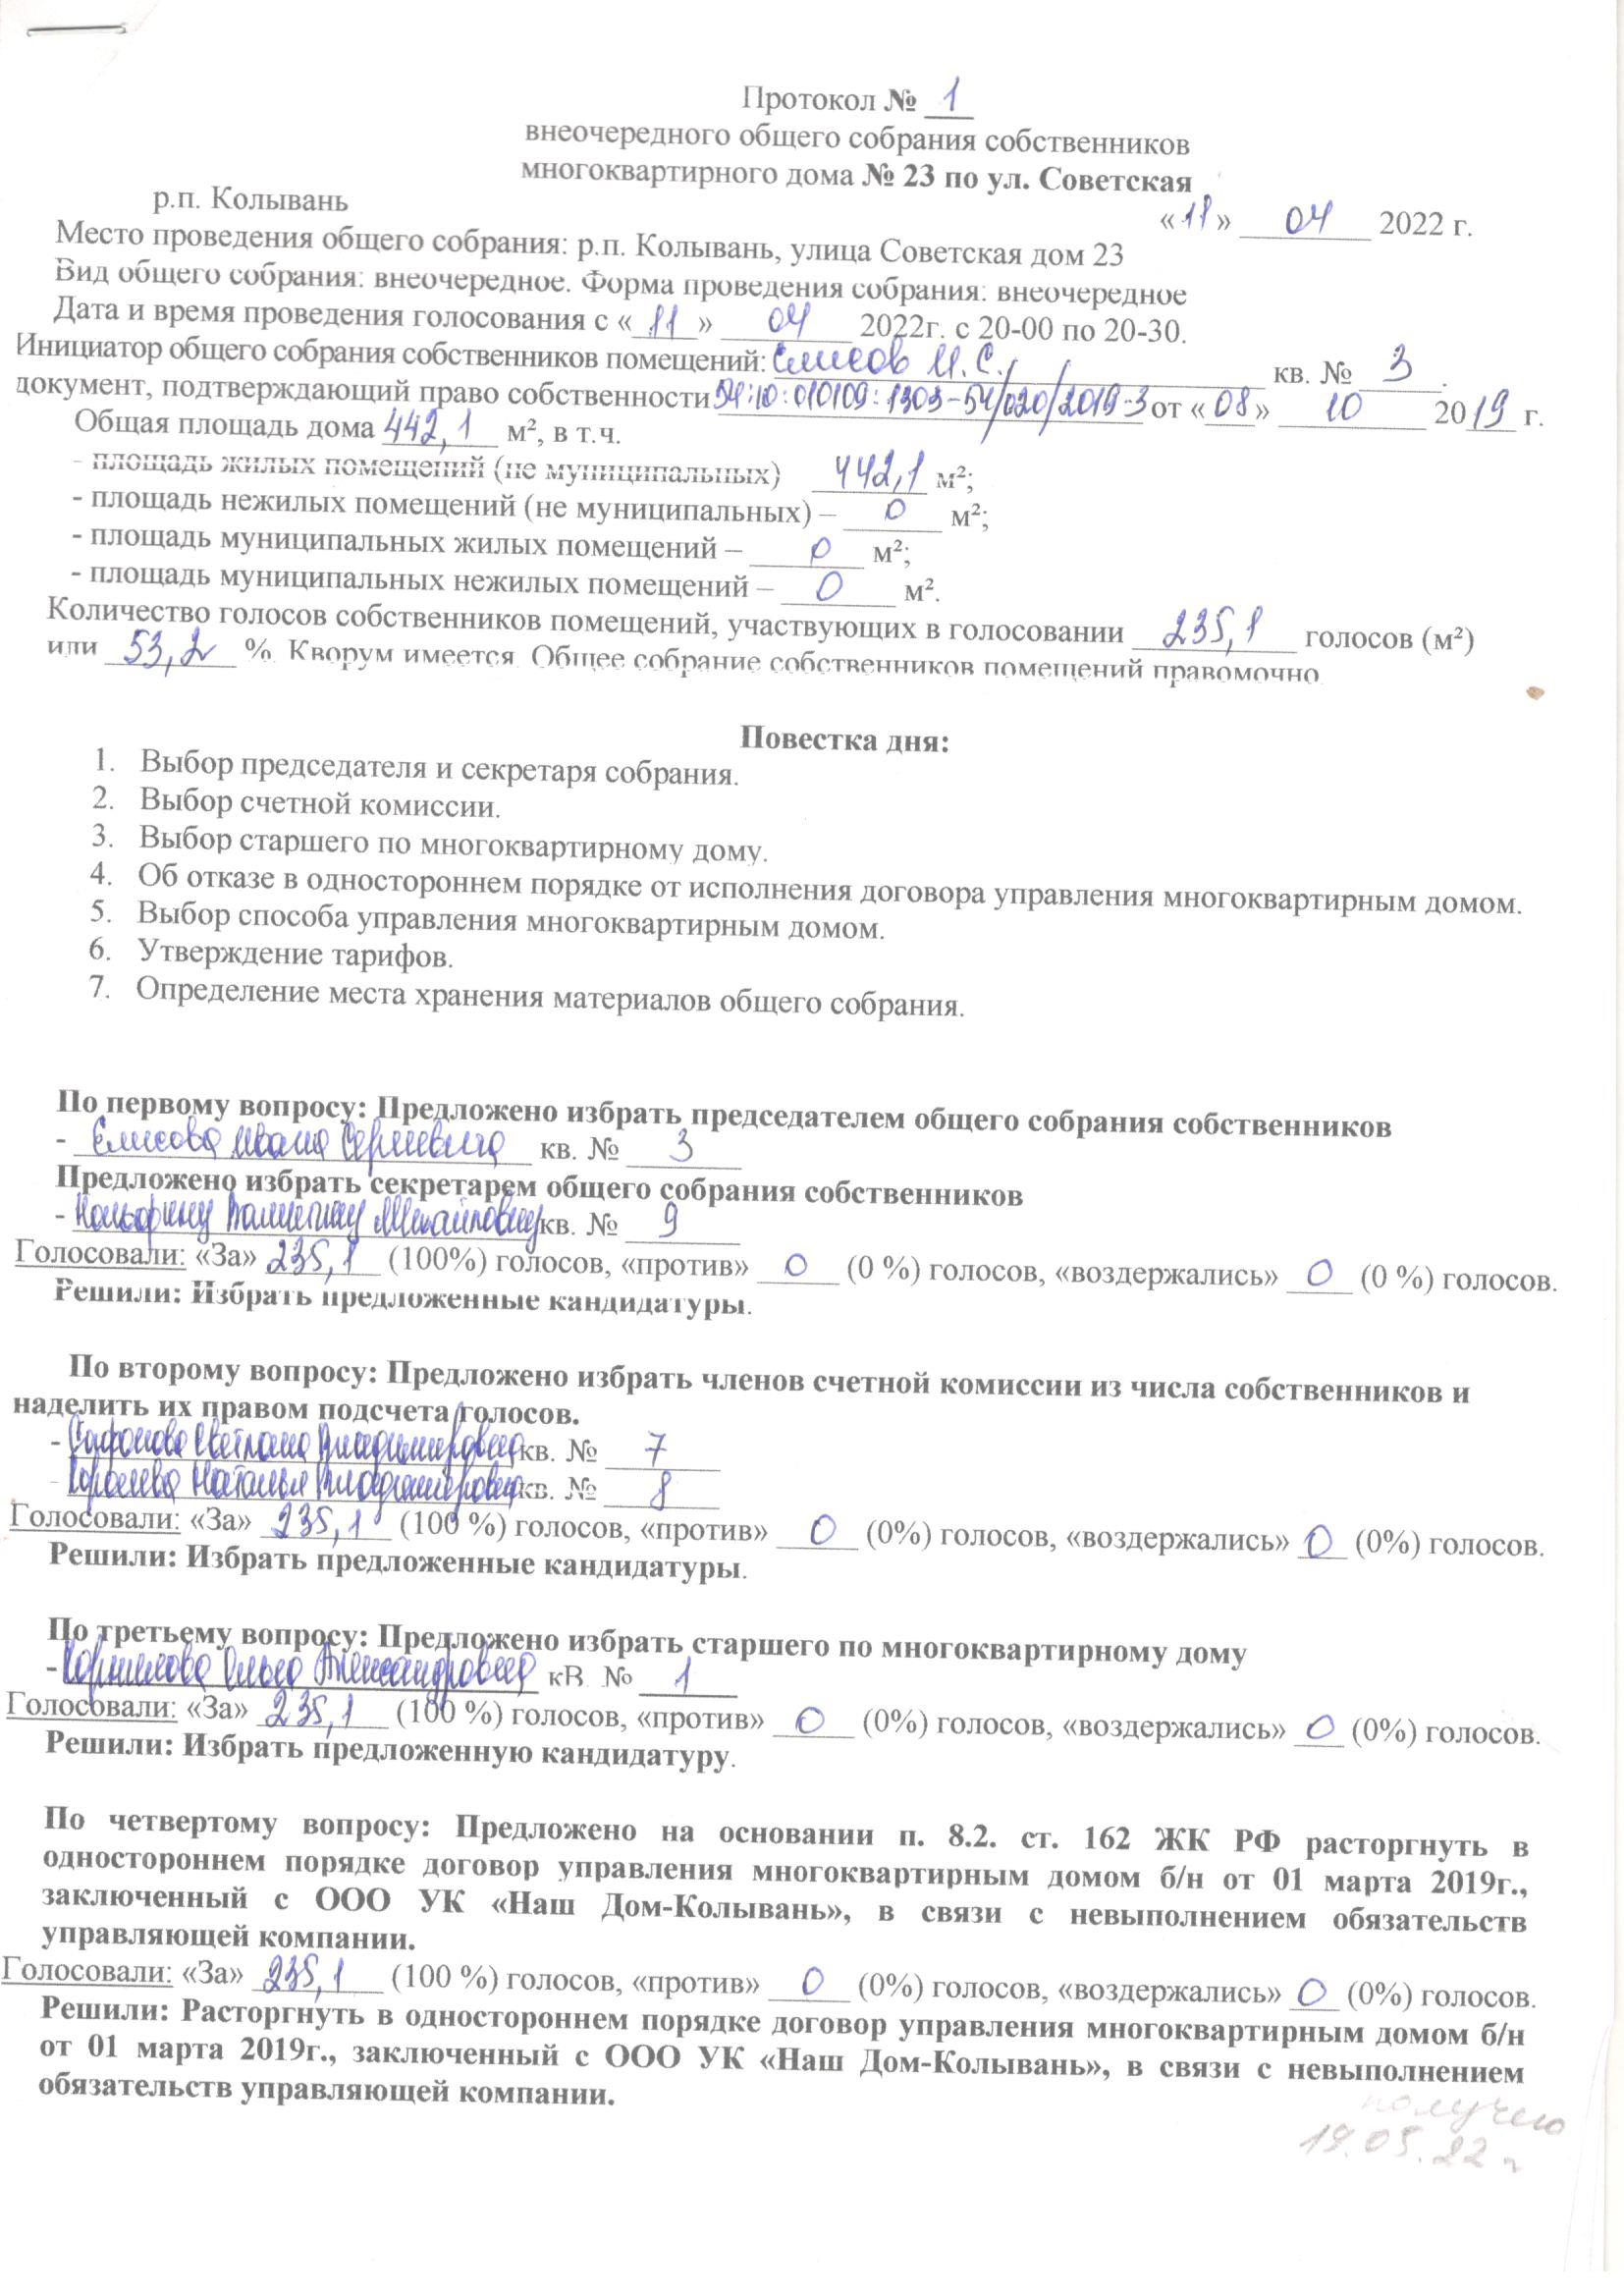 Протокол № 1
внеочередного общего собрания собственников
многоквартирного дома № 23 по ул. Советская
р.п. Колывань
«11» 04 2022 г.
Место проведения общего собрания: р.п. Колывань, улица Советская дом 23
Вид общего собрания: внеочередное. Форма проведения собрания: внеочередное
Дата и время проведения голосования с «11» 04 2022г. с 20-00 по 20-30.
Инициатор общего собрания собственников помещений: Елисов И.С. кв. № 3.
документ, подтверждающий право собственности 54:10:010109:1303-54/020/2019-3 от «08» 10 2019 г.
Общая площадь дома 442,1 м², в т.ч.
- площадь жилых помещений (не муниципальных) 442,1 м²;
- площадь нежилых помещений (не муниципальных) – 0 м²;
- площадь муниципальных жилых помещений – 0 м²;
- площадь муниципальных нежилых помещений – 0 м².
Количество голосов собственников помещений, участвующих в голосовании 235,1 голосов (м²)
или 53,2 %. Кворум имеется. Общее собрание собственников помещений правомочно
Повестка дня:
1. Выбор председателя и секретаря собрания.
2. Выбор счетной комиссии.
3. Выбор старшего по многоквартирному дому.
4. Об отказе в одностороннем порядке от исполнения договора управления многоквартирным домом.
5. Выбор способа управления многоквартирным домом.
6. Утверждение тарифов.
7. Определение места хранения материалов общего собрания.
По первому вопросу: Предложено избрать председателем общего собрания собственников
- Елисова Ивана Сергеевича кв. № 3
Предложено избрать секретарем общего собрания собственников
- Михайловну кв. № 9
Голосовали: «За» 235,1 (100%) голосов, «против» 0 (0 %) голосов, «воздержались» 0 (0 %) голосов.
Решили: Избрать предложенные кандидатуры.
По второму вопросу: Предложено избрать членов счетной комиссии из числа собственников и
наделить их правом подсчета голосов.
- Сафонова Светлана Владимировна кв. № 7
- Наталья Владимировна кв. № 8
Голосовали: «За» 235,1 (100 %) голосов, «против» 0 (0%) голосов, «воздержались» 0 (0%) голосов.
Решили: Избрать предложенные кандидатуры.
По третьему вопросу: Предложено избрать старшего по многоквартирному дому
- Ольга Александровна кв. № 1
Голосовали: «За» 235,1 (100 %) голосов, «против» 0 (0%) голосов, «воздержались» 0 (0%) голосов.
Решили: Избрать предложенную кандидатуру.
По четвертому вопросу: Предложено на основании п. 8.2. ст. 162 ЖК РФ расторгнуть в
одностороннем порядке договор управления многоквартирным домом б/н от 01 марта 2019г.,
заключенный с ООО УК «Наш Дом-Колывань», в связи с невыполнением обязательств
управляющей компании.
Голосовали: «За» 235,1 (100 %) голосов, «против» 0 (0%) голосов, «воздержались» 0 (0%) голосов.
Решили: Расторгнуть в одностороннем порядке договор управления многоквартирным домом б/н
от 01 марта 2019г., заключенный с ООО УК «Наш Дом-Колывань», в связи с невыполнением
обязательств управляющей компании.
получено
19.05.22 г